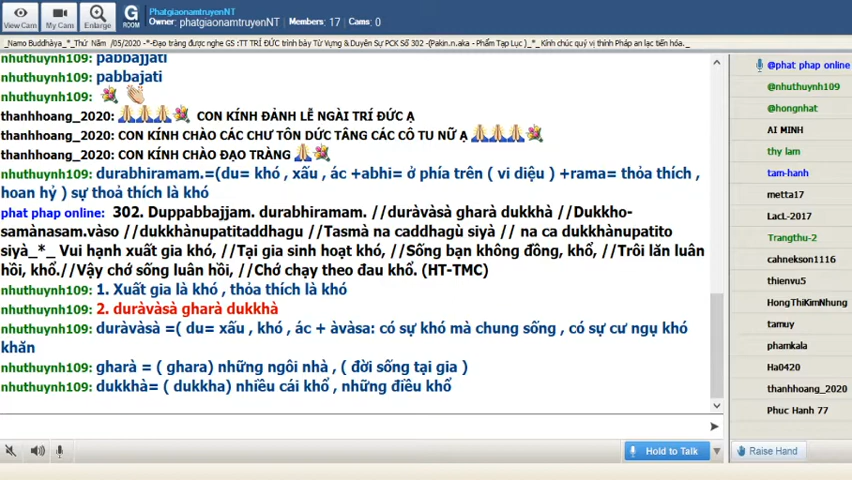 PhatgiaonamtruyenNT
Owner: phatgiaonamtruyenNT Members: 17 Cams: 0
View Cam
My Cam
Enlarge
G
ROOM
_Namo Buddhàya_*_Thứ Năm /05/2020 -*-Đạo tràng được nghe GS :TT TRÍ ĐỨC trình bày Từ Vựng &Duyên Sự PCK Số 302 -(Pakin.n.aka - Phẩm Tạp Lục )_*_ Kính chúc quý vị thính Pháp an lạc tiến hóa._
nhuthuynh109: pabbajjati
nhuthuynh109: pabbajati
nhuthuynh109:
thanhhoang_2020: CON KÍNH ĐẢNH LỄ NGÀI TRÍ ĐỨC Ạ
thanhhoang_2020: CON KÍNH CHÀO CÁC CHƯ TÔN DỨC TĂNG CÁC CÔ TU NỮ Ạ
thanhhoang_2020: CON KÍNH CHÀO ĐẠO TRÀNG
nhuthuynh109: durabhiramam.=(du= khó , xấu , ác +abhi= ở phía trên ( vi diệu ) +rama= thỏa thích ,
hoan hỷ ) sự thoả thích là khó
phat phap online: 302. Duppabbajjam. durabhiramam. //duràvàsà gharà dukkhà //Dukkho-
samànasam.vàso //dukkhànupatitaddhagu //Tasmà na caddhagù siyà // na ca dukkhànupatito
siyà_*_ Vui hạnh xuất gia khó, //Tại gia sinh hoạt khó, //Sống bạn không đồng, khổ, //Trôi lăn luân
hồi, khổ.//Vậy chớ sống luân hồi, //Chớ chạy theo đau khổ. (HT-TMC)
nhuthuynh109: 1. Xuất gia là khó , thỏa thích là khó
nhuthuynh109: 2. duràvàsà gharà dukkhà
nhuthuynh109: duràvàsà =( du= xấu , khó , ác + àvàsa: có sự khó mà chung sống , có sự cư ngụ khó
khăn
nhuthuynh109: gharà = ( ghara) những ngôi nhà , ( đời sống tại gia )
nhuthuynh109: dukkhà= ( dukkha) nhiều cái khổ , những điều khổ
@phat phap online
@nhuthuynh109
@hongnhat
AI MINH
thy lam
tam-hanh
metta17
LacL-2017
Trangthu-2
cahnekson1116
thienvu5
HongThiKimNhung
tamuy
phamkala
Ha0420
thanhhoang_2020
Phuc Hanh 77
Hold to Talk
Raise Hand